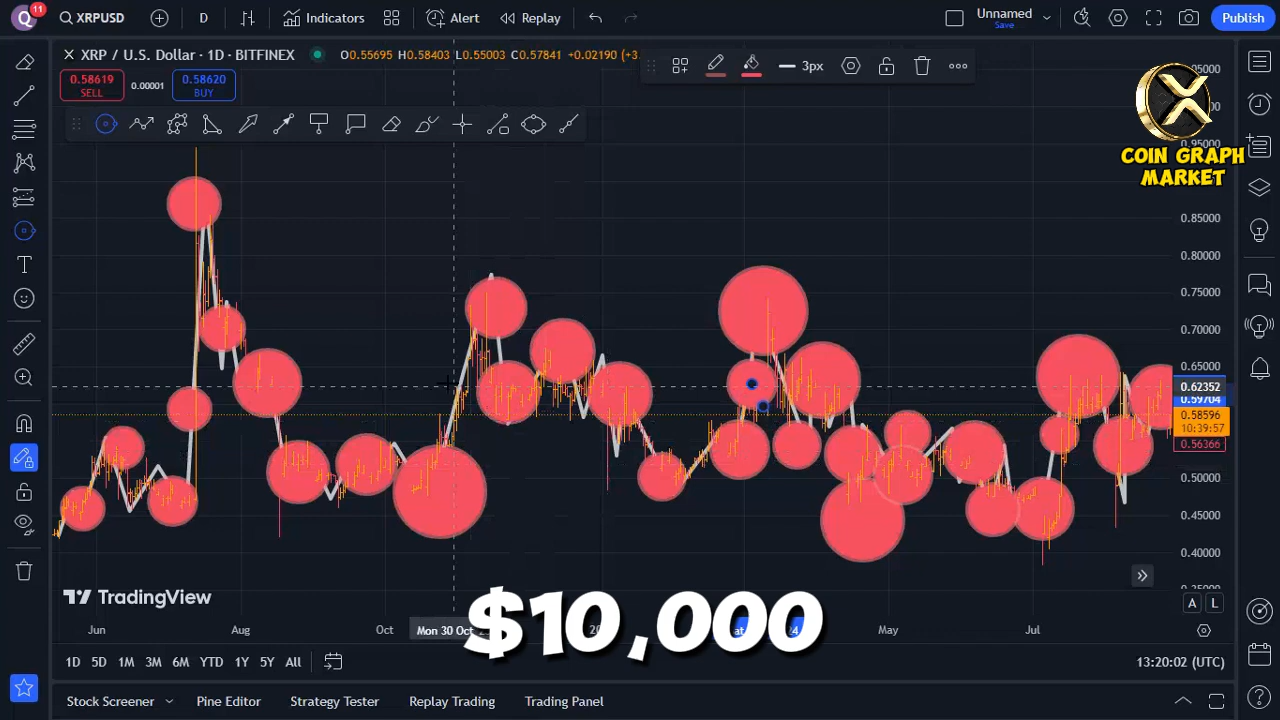 Q 11 XRPUSD D Indicators Alert Replay Unnamed Save Publish
XRP / U.S. Dollar · 1D · BITFINEX O0.55695 H0.58403 L0.55003 C0.57841 +0.02190 (+3.
3px
0.58619 SELL 0.00001 0.58620 BUY
COIN GRAPH
MARKET
0.95000
0.85000
0.75000
0.70000
0.65000
0.62352
0.59704
0.58596
10:39:57
0.56366
0.50000
0.45000
0.40000
TradingView
A L
Jun Aug Oct Mon 30 Oct May Jul
$10,000
1D 5D 1M 3M 6M YTD 1Y 5Y All 13:20:02 (UTC)
Stock Screener Pine Editor Strategy Tester Replay Trading Trading Panel